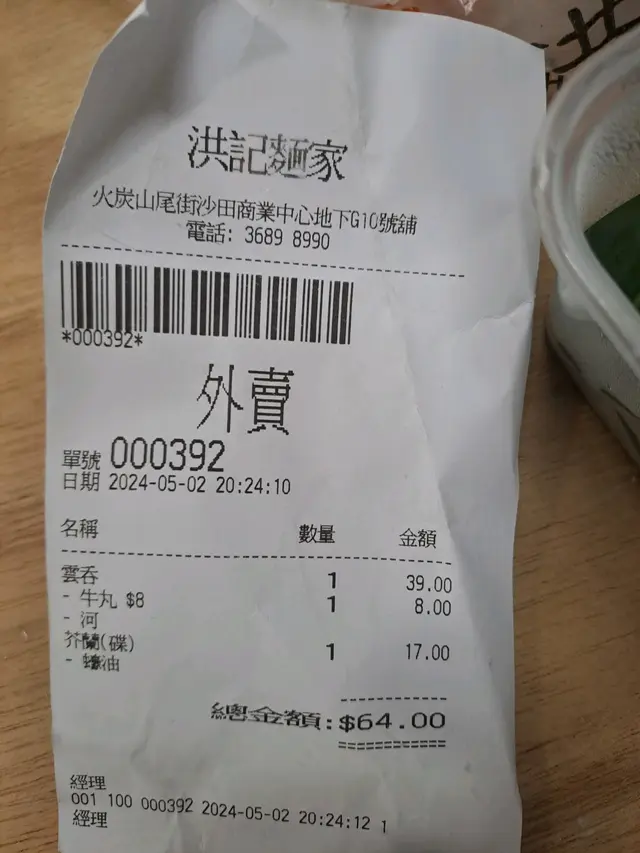 洪記麵家
火炭山尾街沙田商業中心地下G10號舖
電話: 3689 8990
*000392*
外賣
單號 000392
日期 2024-05-02 20:24:10
名稱 數量 金額
雲吞 1 39.00
- 牛丸 $8 1 8.00
- 河
芥蘭(碟) 1 17.00
- 蠔油
總金額:$64.00
經理
001 100 000392 2024-05-02 20:24:12 1
經理